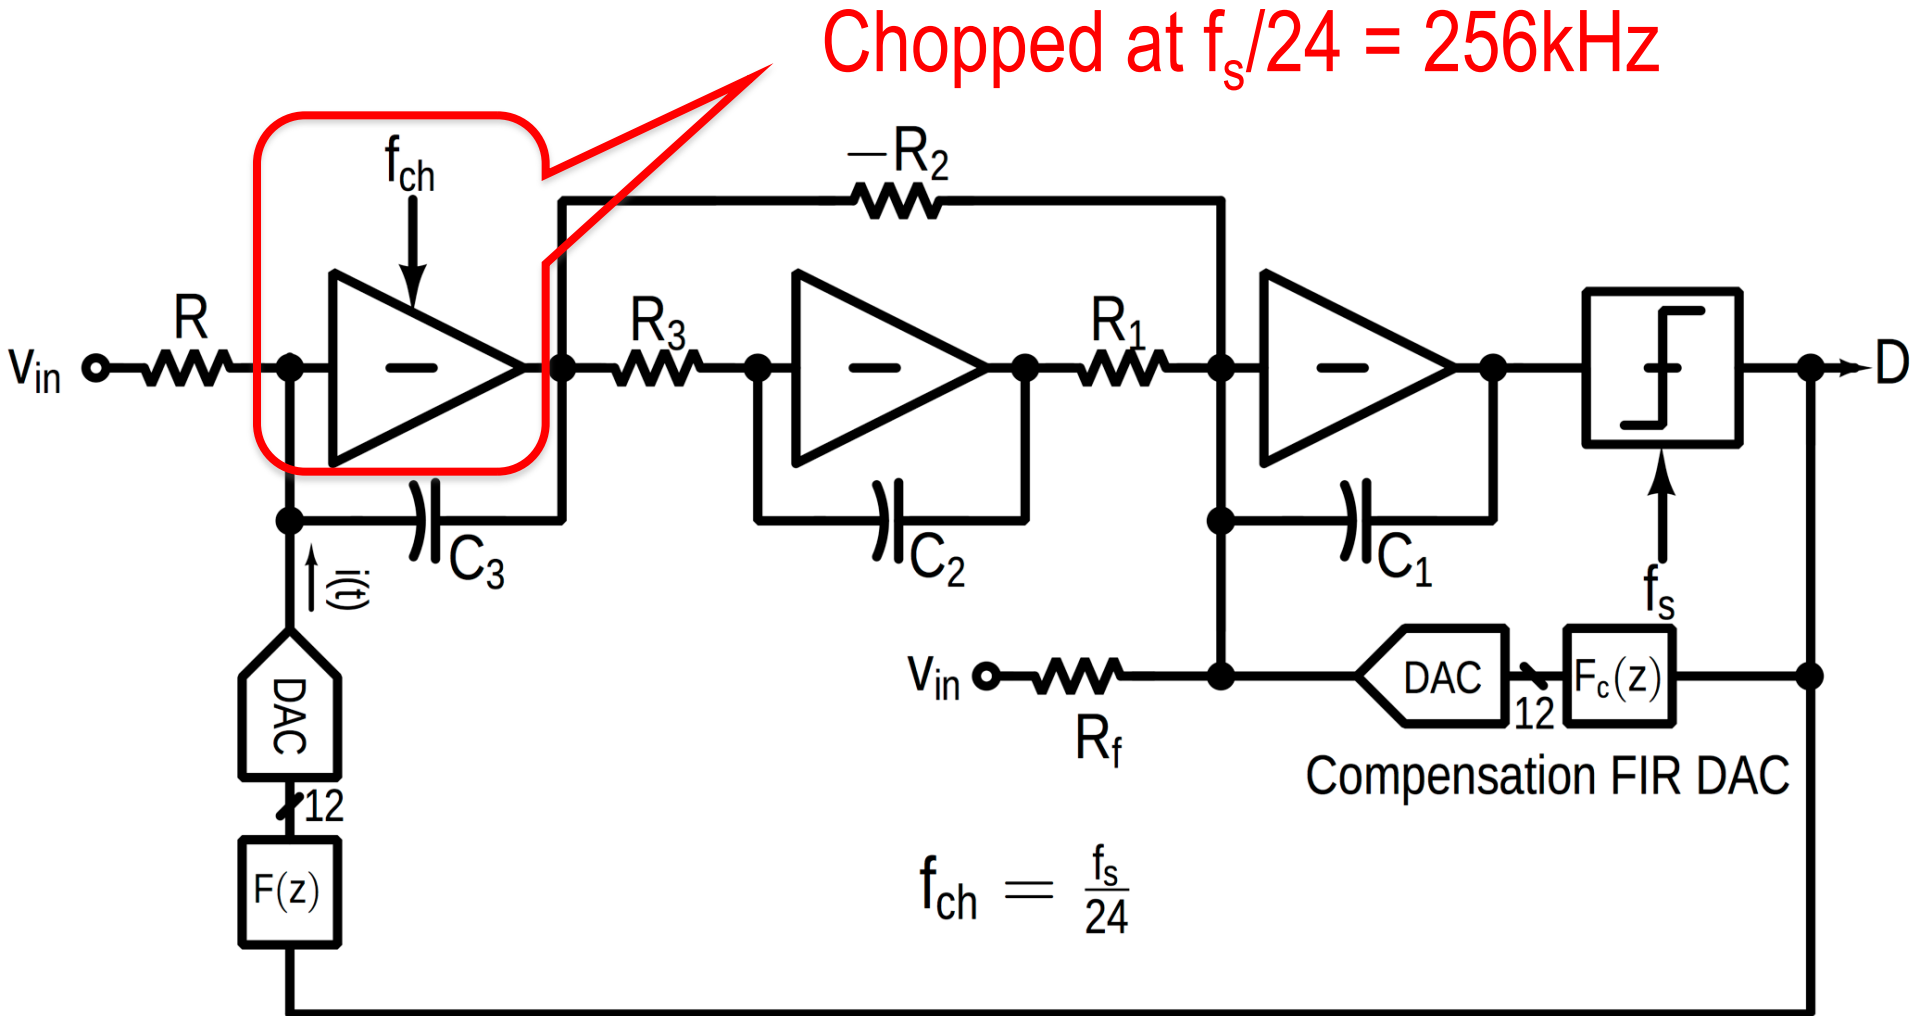 Chopped at fs/24 = 256kHz
fch
−R2
R
vin
R3
R1
D
C3
C2
C1
i(t)
fs
vin
Rf
DAC
12
Fc(z)
Compensation FIR DAC
DAC
12
F(z)
fch = fs/24